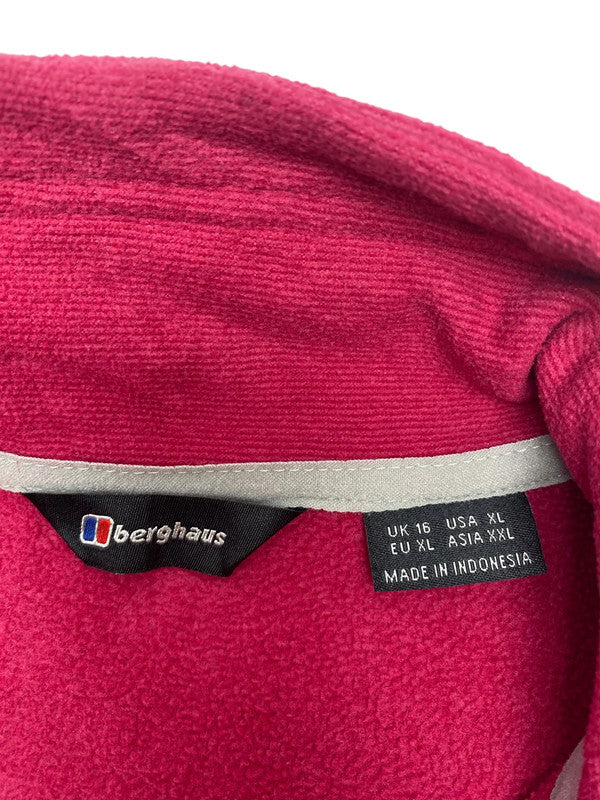 berghaus
UK 16 USA XL
EU XL ASIA XXL
MADE IN INDONESIA